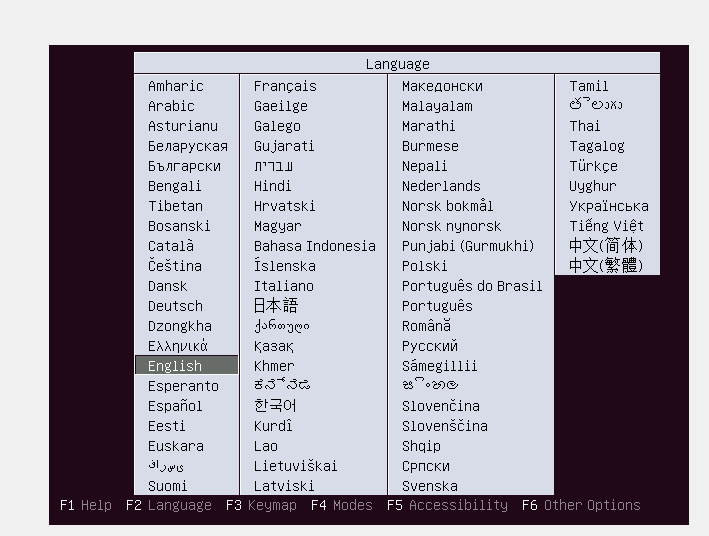 Language
Amharic
Arabic
Asturianu
Беларуская
Български
Bengali
Tibetan
Bosanski
Català
Čeština
Dansk
Deutsch
Dzongkha
Ελληνικά
English
Esperanto
Español
Eesti
Euskara
ﻰﺳﺭﺎﻓ
Suomi
Français
Gaeilge
Galego
Gujarati
עברית
Hindi
Hrvatski
Magyar
Bahasa Indonesia
Íslenska
Italiano
日本語
ქართული
Қазақ
Khmer
ಕನ್ನಡ
한국어
Kurdî
Lao
Lietuviškai
Latviski
Македонски
Malayalam
Marathi
Burmese
Nepali
Nederlands
Norsk bokmål
Norsk nynorsk
Punjabi (Gurmukhi)
Polski
Português do Brasil
Português
Română
Русский
Sámegillii
සිංහල
Slovenčina
Slovenščina
Shqip
Српски
Svenska
Tamil
తెలుగు
Thai
Tagalog
Türkçe
Uyghur
Українська
Tiếng Việt
中文(简体)
中文(繁體)
F1 Help F2 Language F3 Keymap F4 Modes F5 Accessibility F6 Other Options